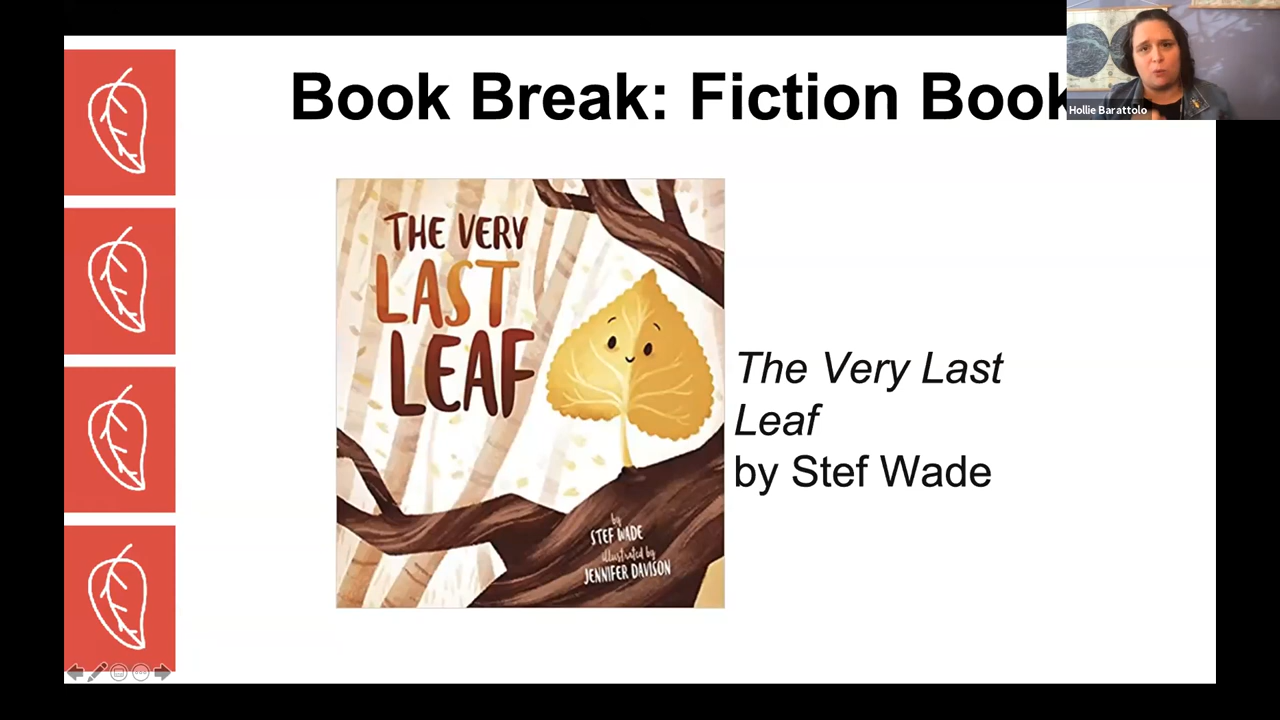 Book Break: Fiction Book
Hollie Barattolo
THE VERY
LAST
LEAF
by
STEF WADE
illustrated by
JENNIFER DAVISON
The Very Last
Leaf
by Stef Wade